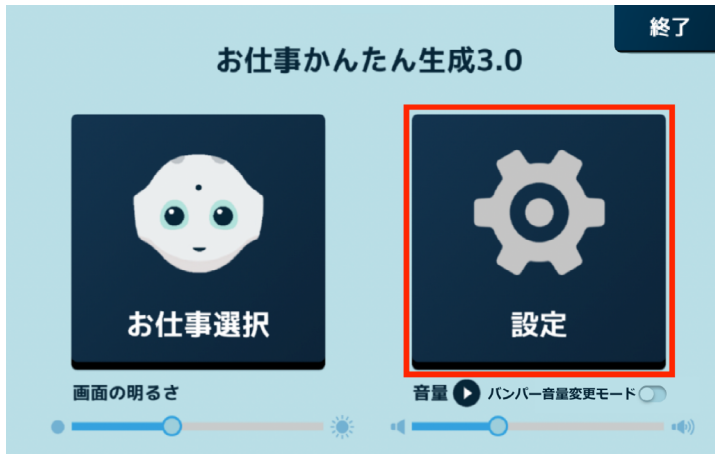 終了
お仕事かんたん生成3.0
お仕事選択
設定
画面の明るさ
音量
バンパー音量変更モード